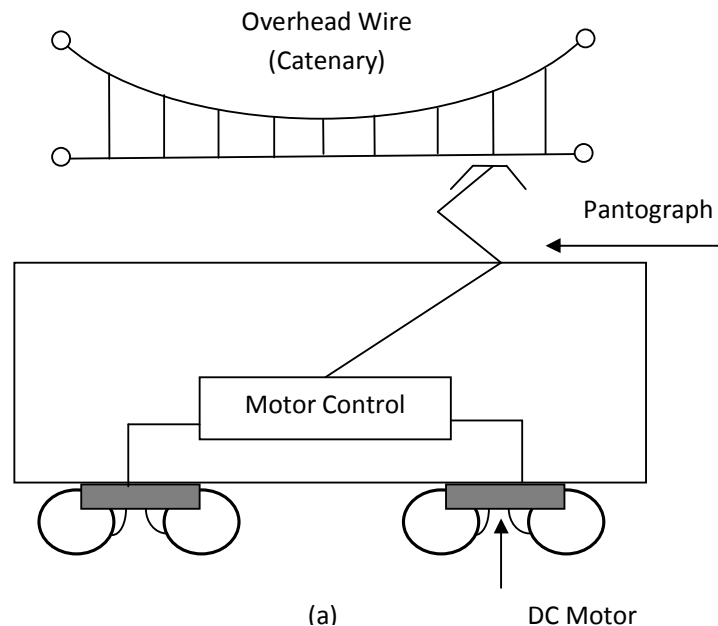 Overhead Wire
(Catenary)
Pantograph
Motor Control
(a)
DC Motor